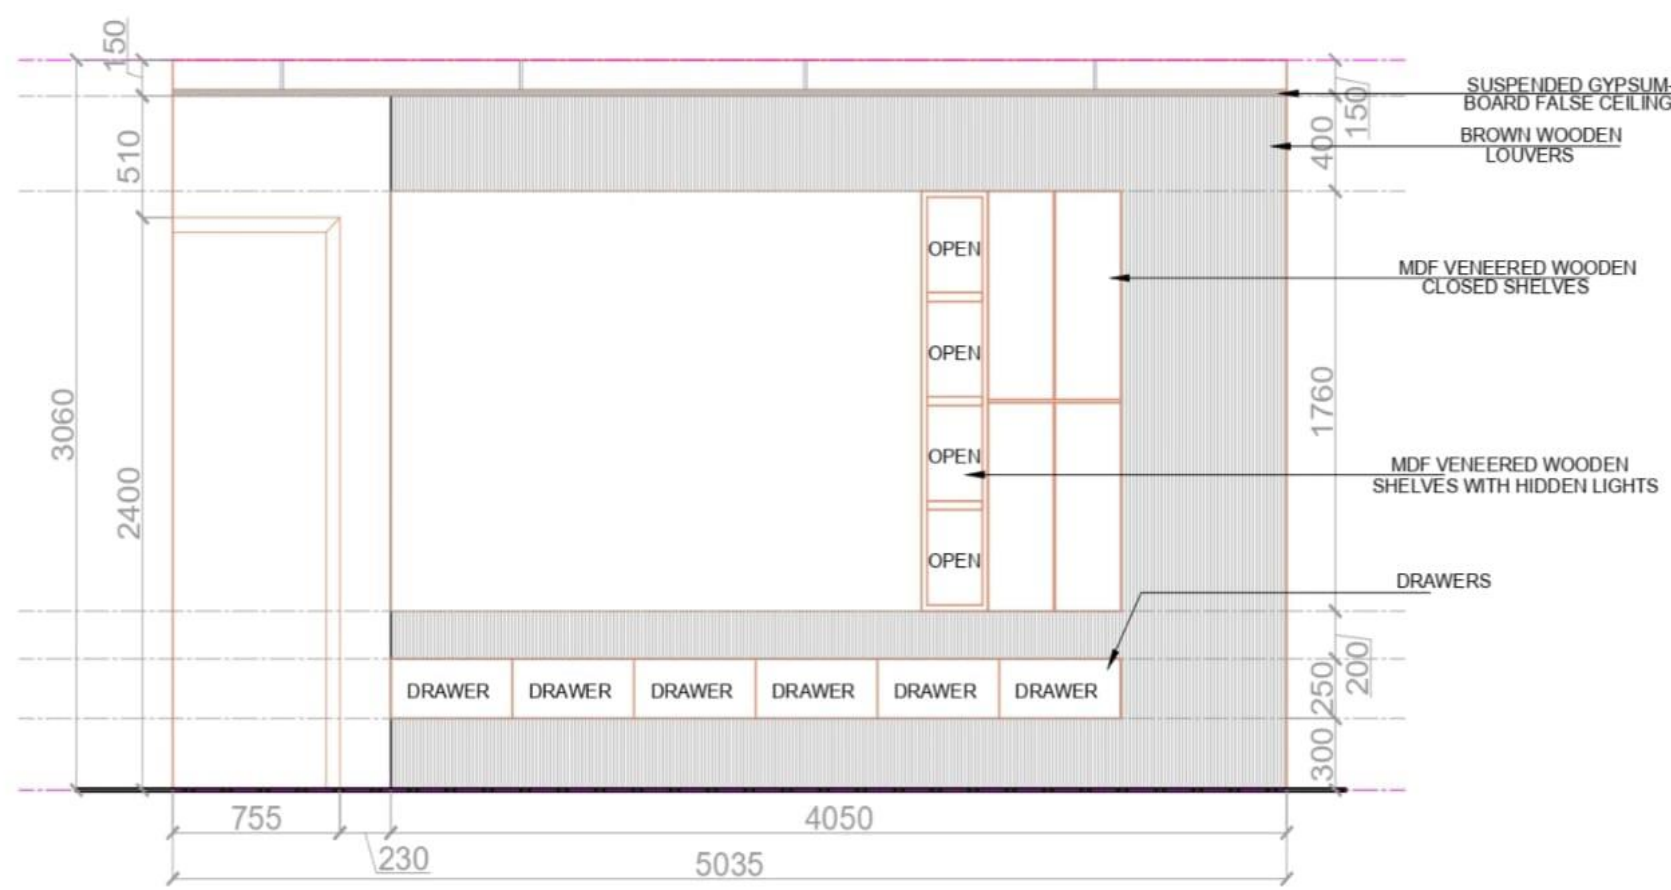 150
SUSPENDED GYPSUM-
BOARD FALSE CEILING
150
BROWN WOODEN
LOUVERS
400
510
OPEN
MDF VENEERED WOODEN
CLOSED SHELVES
OPEN
3060
1760
OPEN
MDF VENEERED WOODEN
SHELVES WITH HIDDEN LIGHTS
2400
OPEN
DRAWERS
200
DRAWER DRAWER DRAWER DRAWER DRAWER DRAWER
250
300
755
4050
230
5035